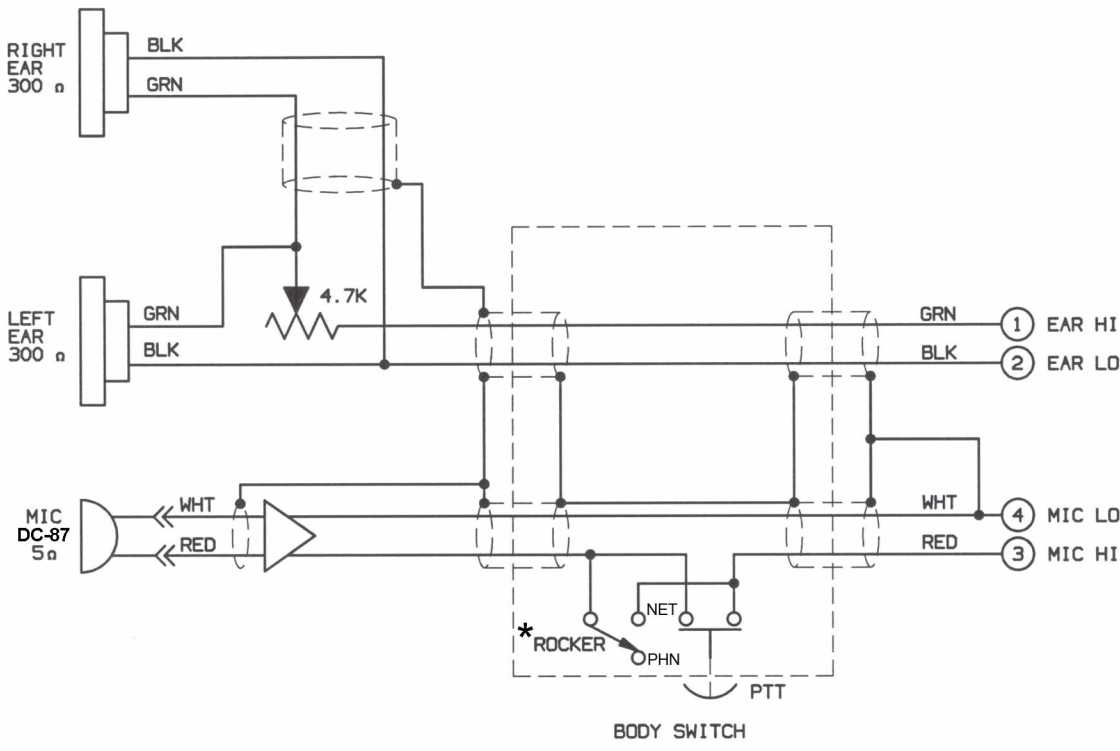 RIGHT
EAR
300 Ω
BLK
GRN
LEFT
EAR
300 Ω
GRN
BLK
4.7K
GRN
1 EAR HI
BLK
2 EAR LO
MIC
DC-87
5Ω
WHT
RED
WHT
4 MIC LO
RED
3 MIC HI
NET
*ROCKER
PHN
PTT
BODY SWITCH